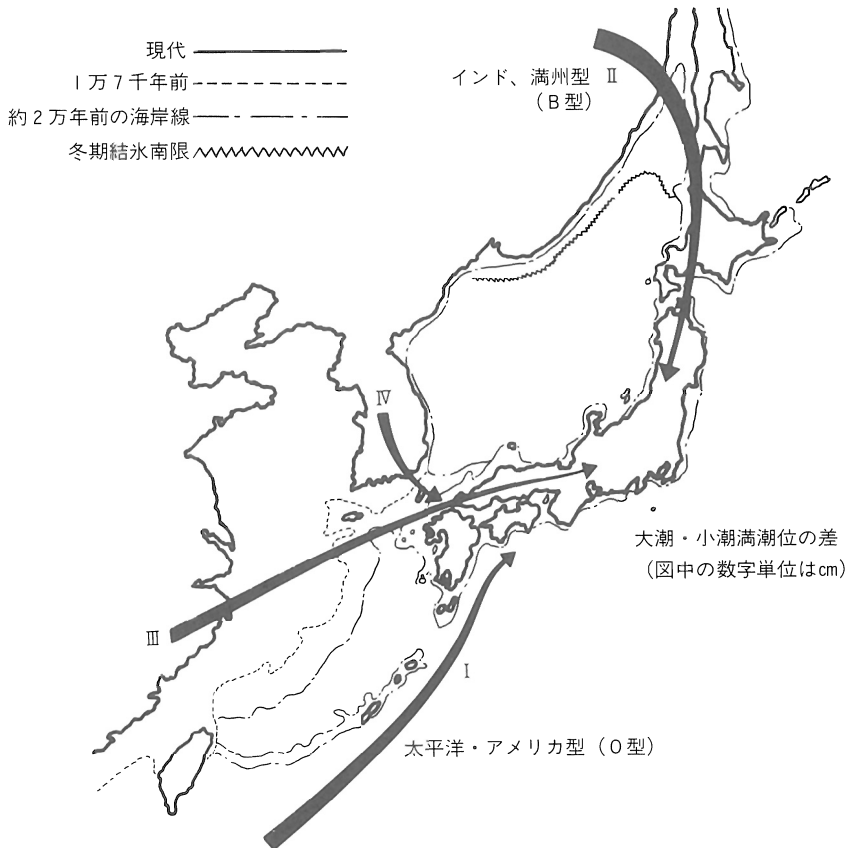 現代
1万7千年前
約2万年前の海岸線
冬期結氷南限
インド、満州型 Ⅱ
（B型）
Ⅳ
大潮・小潮満潮位の差
（図中の数字単位は㎝）
Ⅲ
Ⅰ
太平洋・アメリカ型（O型）